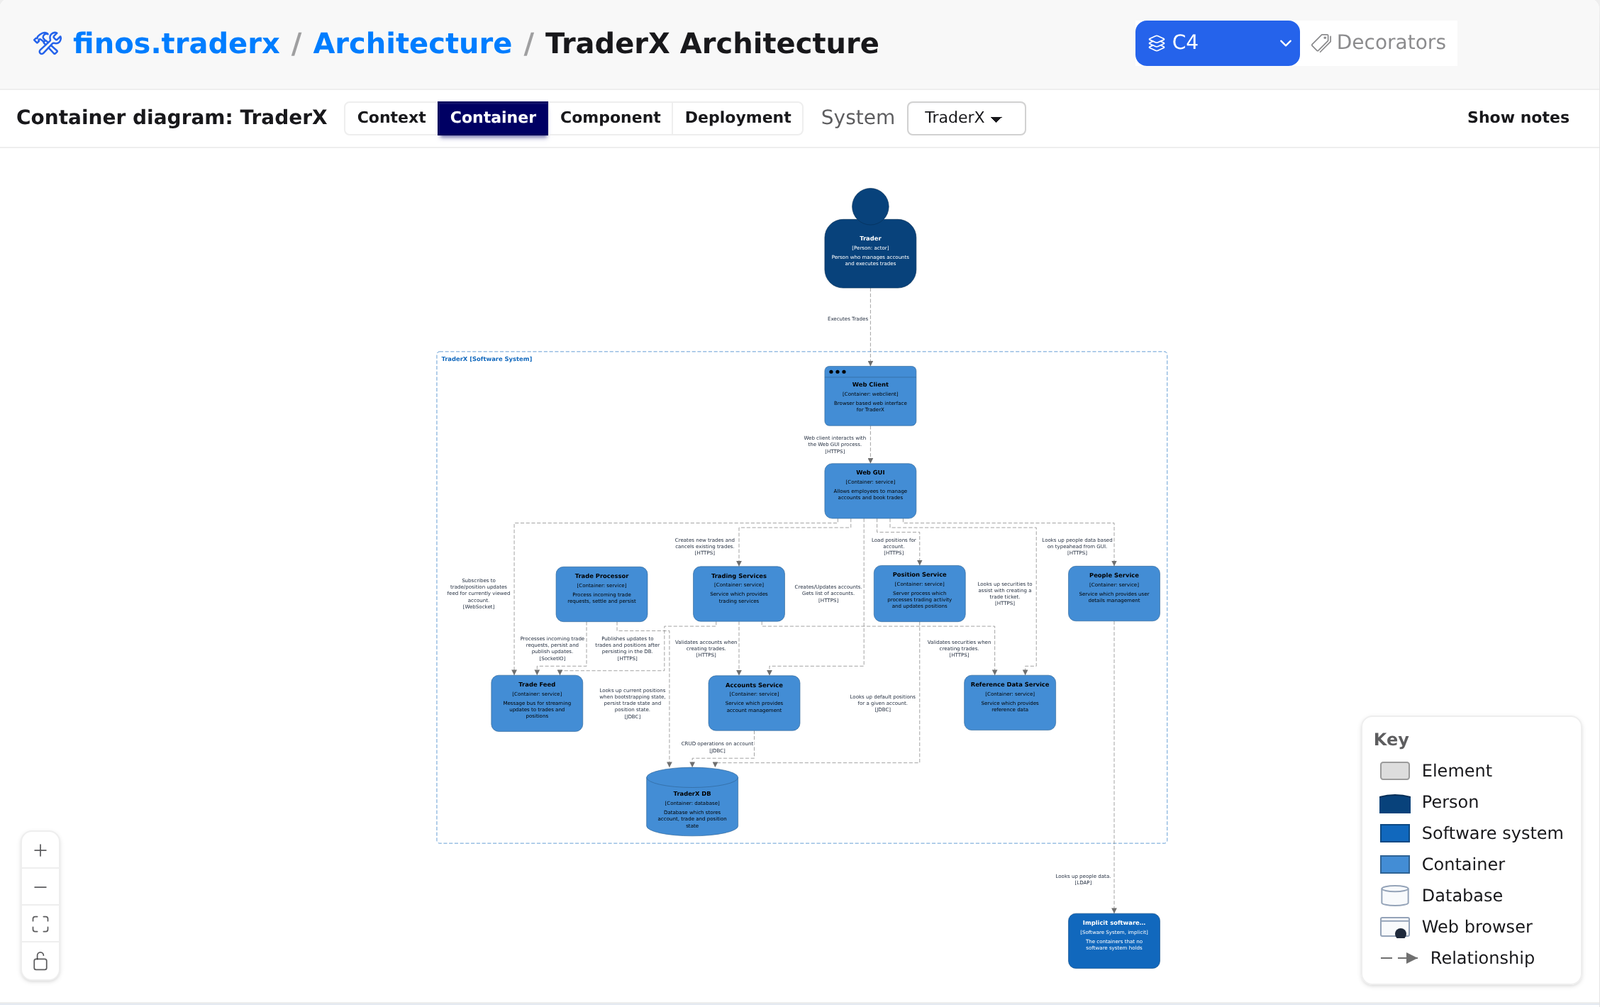 finos.traderx / Architecture / TraderX Architecture
C4
Decorators
Container diagram: TraderX
Context
Container
Component
Deployment
System
TraderX
Show notes
Trader
[Person: actor]
Person who manages accounts
and executes trades
Executes Trades
TraderX [Software System]
Web Client
[Container: webclient]
Browser based web interface
for TraderX
Web client interacts with
the Web GUI process.
[HTTPS]
Web GUI
[Container: service]
Allows employees to manage
accounts and book trades
Creates new trades and
cancels existing trades.
[HTTPS]
Load positions for
account.
[HTTPS]
Looks up people data based
on typeahead from GUI.
[HTTPS]
Subscribes to
trade/position updates
feed for currently viewed
account.
[WebSocket]
Trade Processor
[Container: service]
Process incoming trade
requests, settle and persist
Trading Services
[Container: service]
Service which provides
trading services
Creates/Updates accounts.
Gets list of accounts.
[HTTPS]
Position Service
[Container: service]
Server process which
processes trading activity
and updates positions
Looks up securities to
assist with creating a
trade ticket.
[HTTPS]
People Service
[Container: service]
Service which provides user
details management
Processes incoming trade
requests, persist and
publish updates.
[SocketIO]
Publishes updates to
trades and positions after
persisting in the DB.
[HTTPS]
Validates accounts when
creating trades.
[HTTPS]
Validates securities when
creating trades.
[HTTPS]
Trade Feed
[Container: service]
Message bus for streaming
updates to trades and
positions
Looks up current positions
when bootstrapping state,
persist trade state and
position state.
[JDBC]
Accounts Service
[Container: service]
Service which provides
account management
Looks up default positions
for a given account.
[JDBC]
Reference Data Service
[Container: service]
Service which provides
reference data
CRUD operations on account
[JDBC]
TraderX DB
[Container: database]
Database which stores
account, trade and position
state
Looks up people data.
[LDAP]
Implicit software...
[Software System, implicit]
The containers that no
software system holds
Key
Element
Person
Software system
Container
Database
Web browser
Relationship